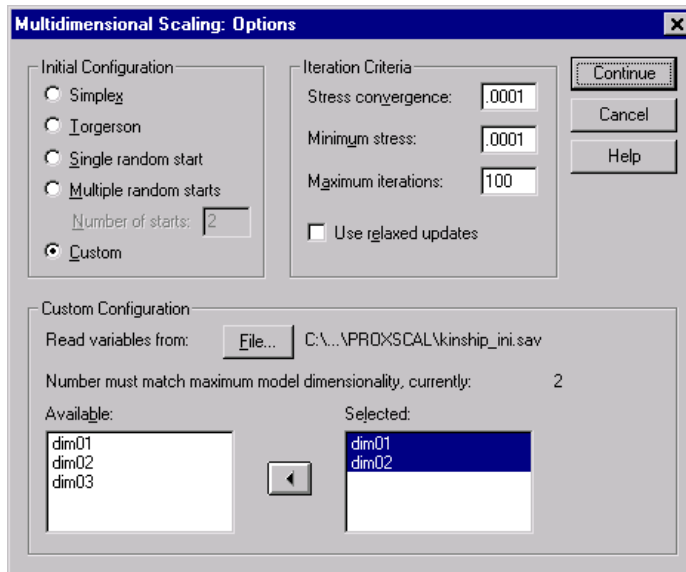 Multidimensional Scaling: Options
Initial Configuration
Simplex
Torgerson
Single random start
Multiple random starts
Number of starts: 2
Custom
Iteration Criteria
Stress convergence: .0001
Minimum stress: .0001
Maximum iterations: 100
Use relaxed updates
Continue
Cancel
Help
Custom Configuration
Read variables from: File... C:\...\PROXSCAL\kinship_ini.sav
Number must match maximum model dimensionality, currently: 2
Available:
dim01
dim02
dim03
Selected:
dim01
dim02